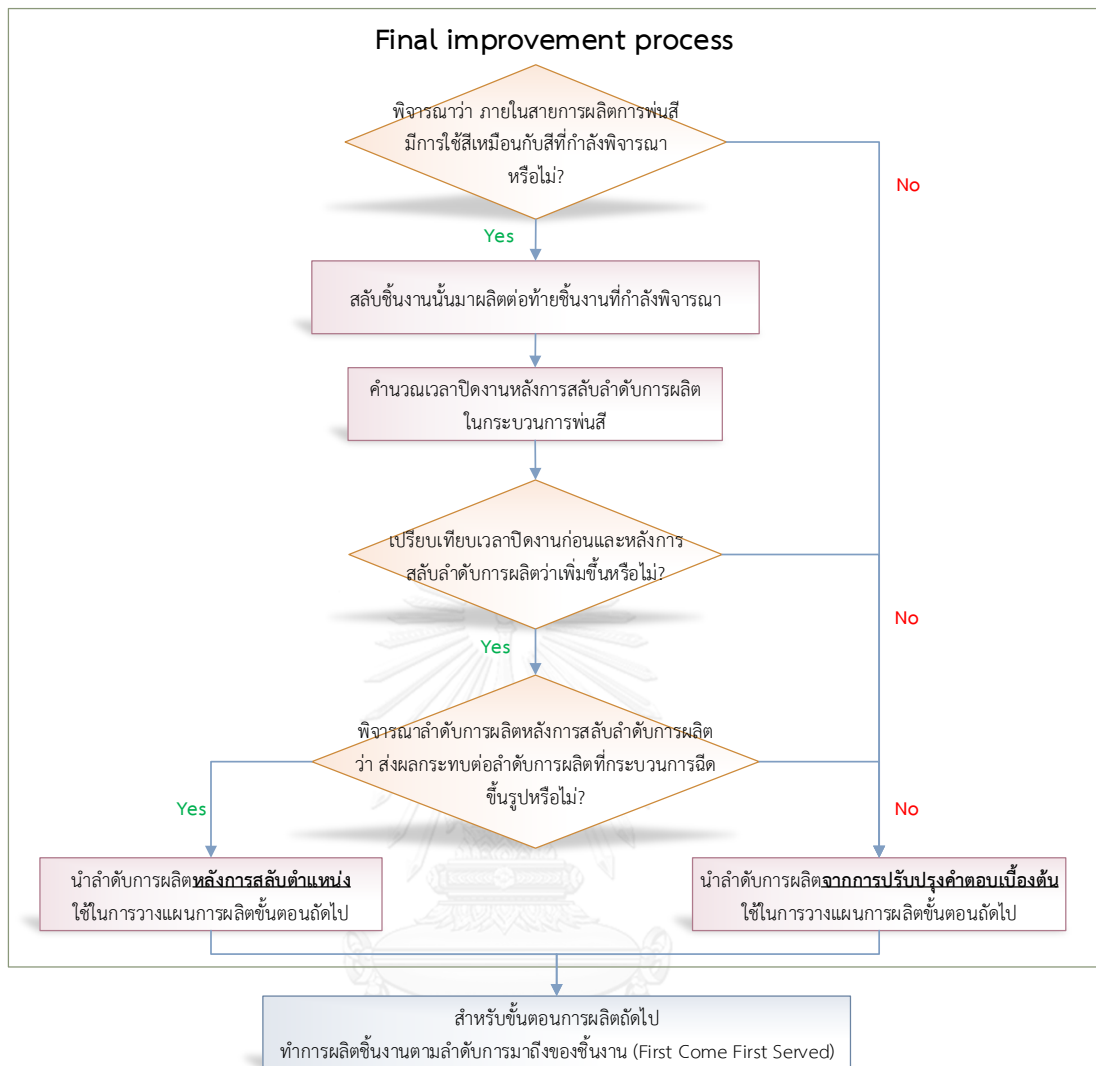 Final improvement process
พิจารณาว่า ภายในสายการผลิตการพ่นสี
มีการใช้สีเหมือนกับสีที่กำลังพิจารณา
หรือไม่?
No
Yes
สลับชิ้นงานนั้นมาผลิตต่อท้ายชิ้นงานที่กำลังพิจารณา
คำนวณเวลาปิดงานหลังการสลับลำดับการผลิต
ในกระบวนการพ่นสี
เปรียบเทียบเวลาปิดงานก่อนและหลังการ
สลับลำดับการผลิตว่าเพิ่มขึ้นหรือไม่?
No
Yes
พิจารณาลำดับการผลิตหลังการสลับลำดับการผลิต
ว่า ส่งผลกระทบต่อลำดับการผลิตที่กระบวนการฉีด
ขึ้นรูปหรือไม่?
Yes
No
นำลำดับการผลิตหลังการสลับตำแหน่ง
ใช้ในการวางแผนการผลิตขั้นตอนถัดไป
นำลำดับการผลิตจากการปรับปรุงคำตอบเบื้องต้น
ใช้ในการวางแผนการผลิตขั้นตอนถัดไป
สำหรับขั้นตอนการผลิตถัดไป
ทำการผลิตชิ้นงานตามลำดับการมาถึงของชิ้นงาน (First Come First Served)